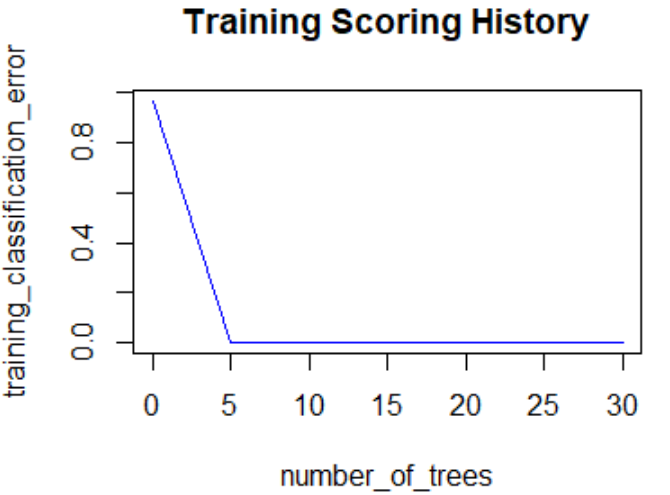 Training Scoring History
training_classification_error
0.8
0.4
0.0
0 5 10 15 20 25 30
number_of_trees